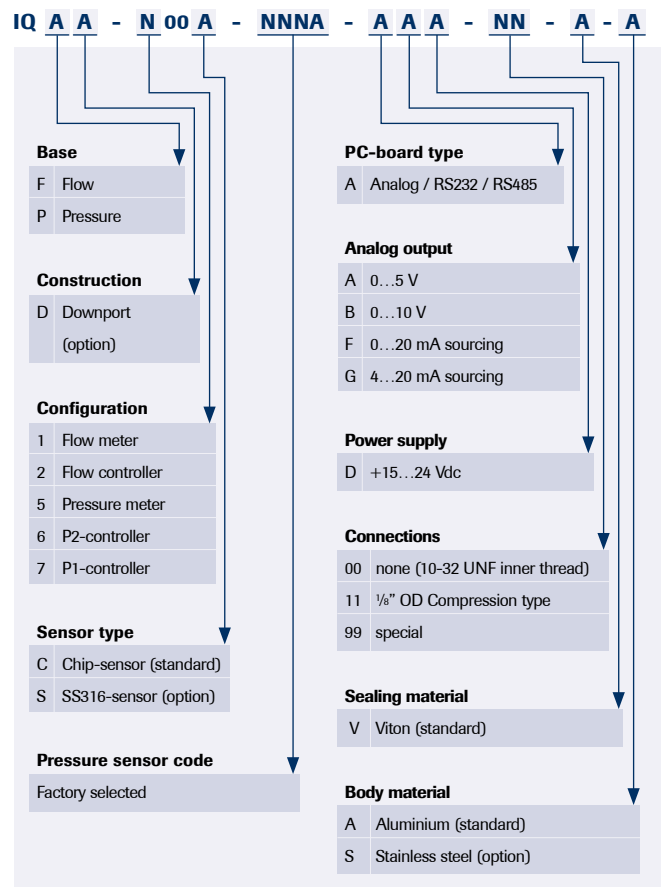 IQ A A - N 00 A - NNNA - A A A - NN - A - A
Base
F Flow
P Pressure
Construction
D Downport
(option)
Configuration
1 Flow meter
2 Flow controller
5 Pressure meter
6 P2-controller
7 P1-controller
Sensor type
C Chip-sensor (standard)
S SS316-sensor (option)
Pressure sensor code
Factory selected
PC-board type
A Analog / RS232 / RS485
Analog output
A 0…5 V
B 0…10 V
F 0…20 mA sourcing
G 4…20 mA sourcing
Power supply
D +15…24 Vdc
Connections
00 none (10-32 UNF inner thread)
11 ⅛” OD Compression type
99 special
Sealing material
V Viton (standard)
Body material
A Aluminium (standard)
S Stainless steel (option)